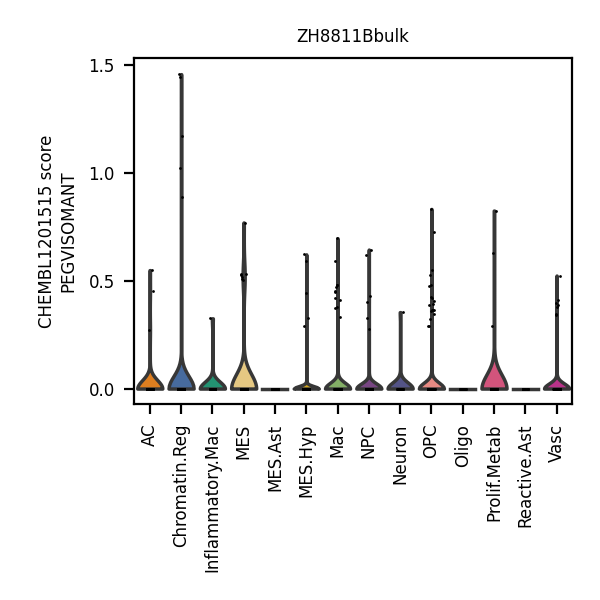 ZH8811Bbulk
CHEMBL1201515 score
PEGVISOMANT
1.5
1.0
0.5
0.0
AC
Chromatin.Reg
Inflammatory.Mac
MES
MES.Ast
MES.Hyp
Mac
NPC
Neuron
OPC
Oligo
Prolif.Metab
Reactive.Ast
Vasc